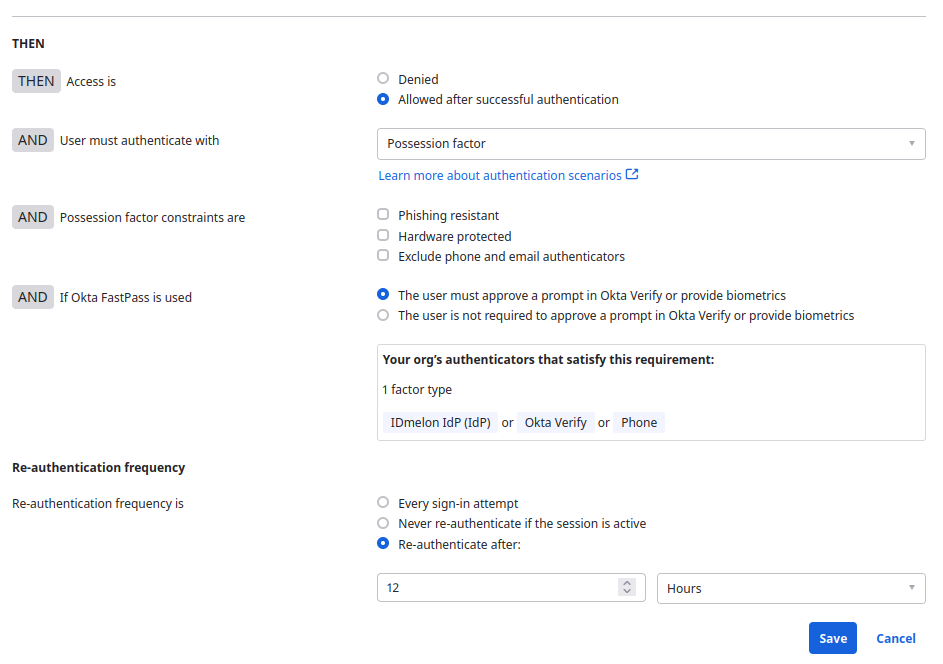 THEN
THEN Access is
Denied
Allowed after successful authentication
AND User must authenticate with
Possession factor
Learn more about authentication scenarios
AND Possession factor constraints are
Phishing resistant
Hardware protected
Exclude phone and email authenticators
AND If Okta FastPass is used
The user must approve a prompt in Okta Verify or provide biometrics
The user is not required to approve a prompt in Okta Verify or provide biometrics
Your org's authenticators that satisfy this requirement:
1 factor type
IDmelon IdP (IdP) or Okta Verify or Phone
Re-authentication frequency
Re-authentication frequency is
Every sign-in attempt
Never re-authenticate if the session is active
Re-authenticate after:
12 Hours
Save Cancel